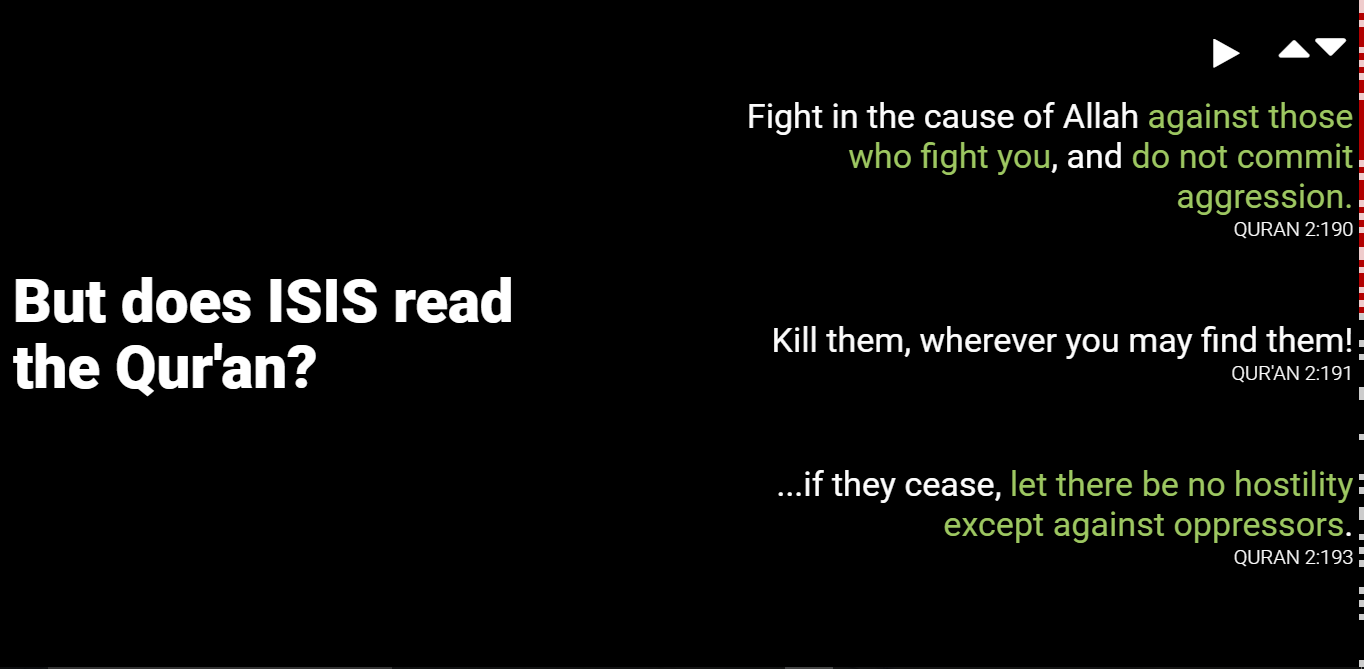 But does ISIS read
the Qur'an?
Fight in the cause of Allah against those
who fight you, and do not commit
aggression.
QURAN 2:190
Kill them, wherever you may find them!
QUR'AN 2:191
...if they cease, let there be no hostility
except against oppressors.
QURAN 2:193